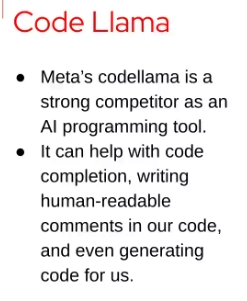 Code Llama
● Meta's codellama is a
strong competitor as an
AI programming tool.
● It can help with code
completion, writing
human-readable
comments in our code,
and even generating
code for us.